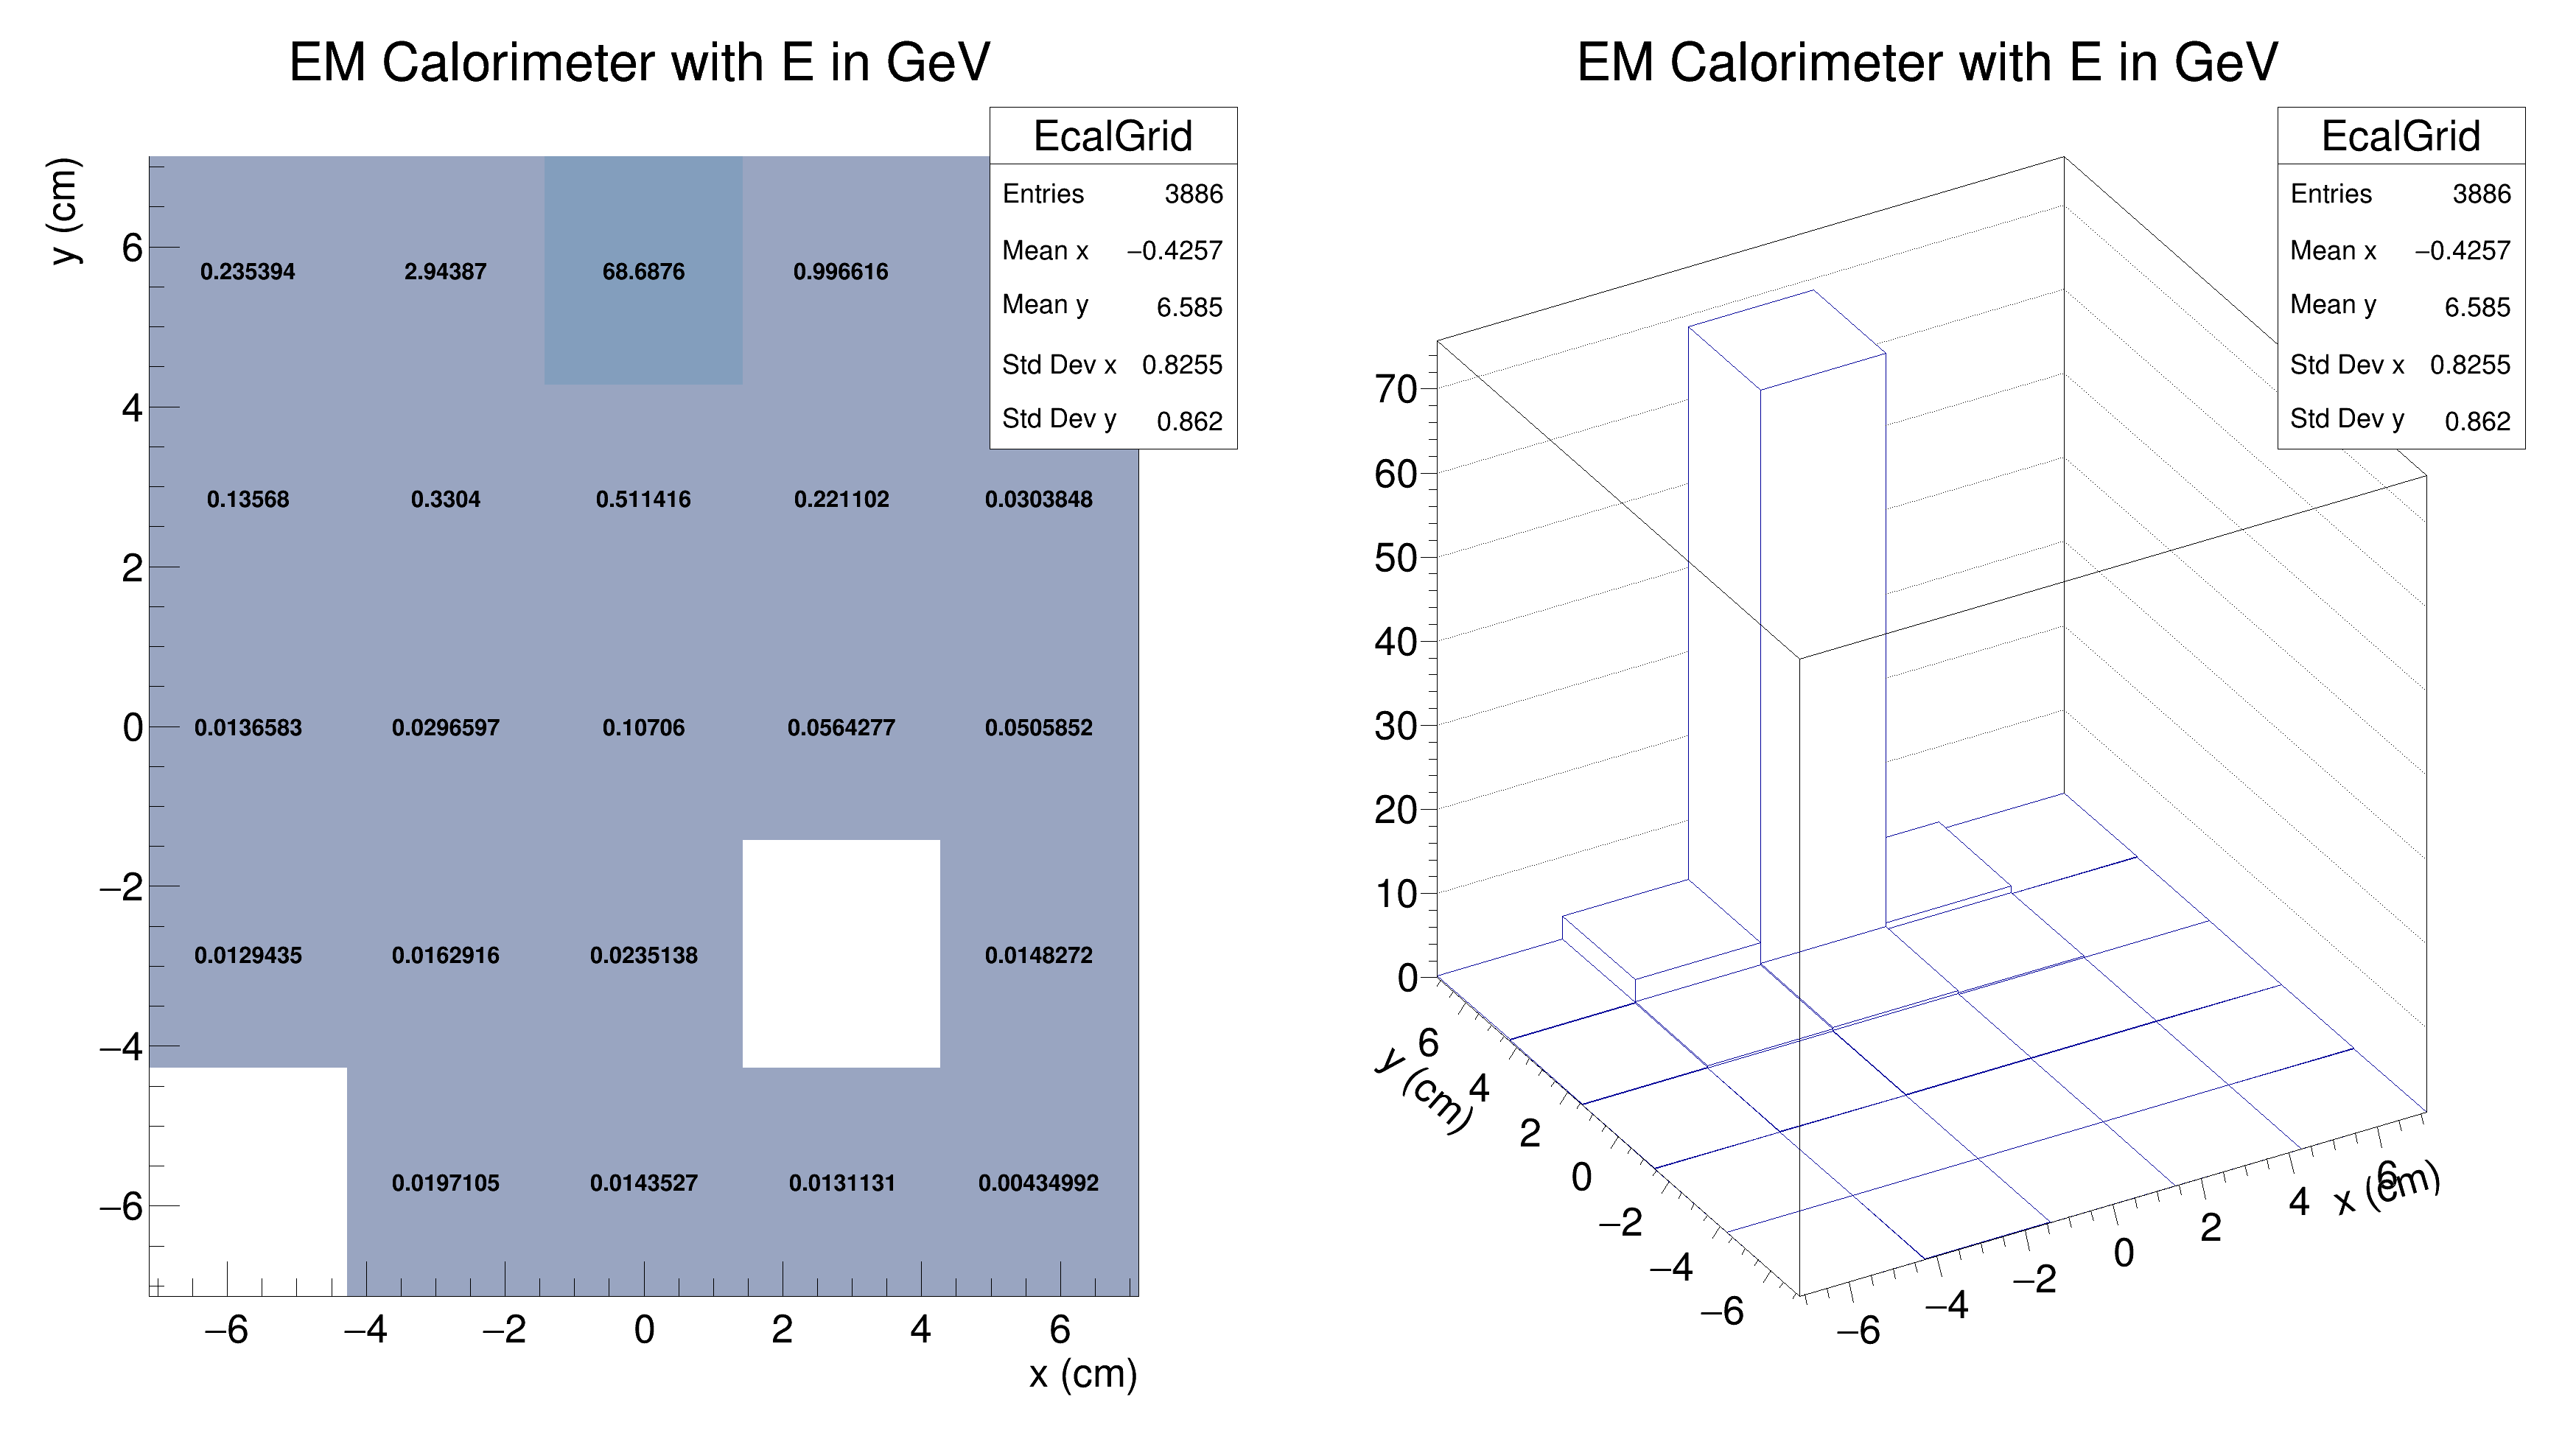 EM Calorimeter with E in GeV
EcalGrid
Entries 3886
Mean x −0.4257
Mean y 6.585
Std Dev x 0.8255
Std Dev y 0.862
y (cm)
6
4
2
0
−2
−4
−6
0.235394 2.94387 68.6876 0.996616
0.13568 0.3304 0.511416 0.221102 0.0303848
0.0136583 0.0296597 0.10706 0.0564277 0.0505852
0.0129435 0.0162916 0.0235138 0.0148272
0.0197105 0.0143527 0.0131131 0.00434992
−6 −4 −2 0 2 4 6
x (cm)
EM Calorimeter with E in GeV
EcalGrid
Entries 3886
Mean x −0.4257
Mean y 6.585
Std Dev x 0.8255
Std Dev y 0.862
70
60
50
40
30
20
10
0
y (cm)
6
4
2
0
−2
−4
−6
−6 −4 −2 0 2 4 6
x (cm)